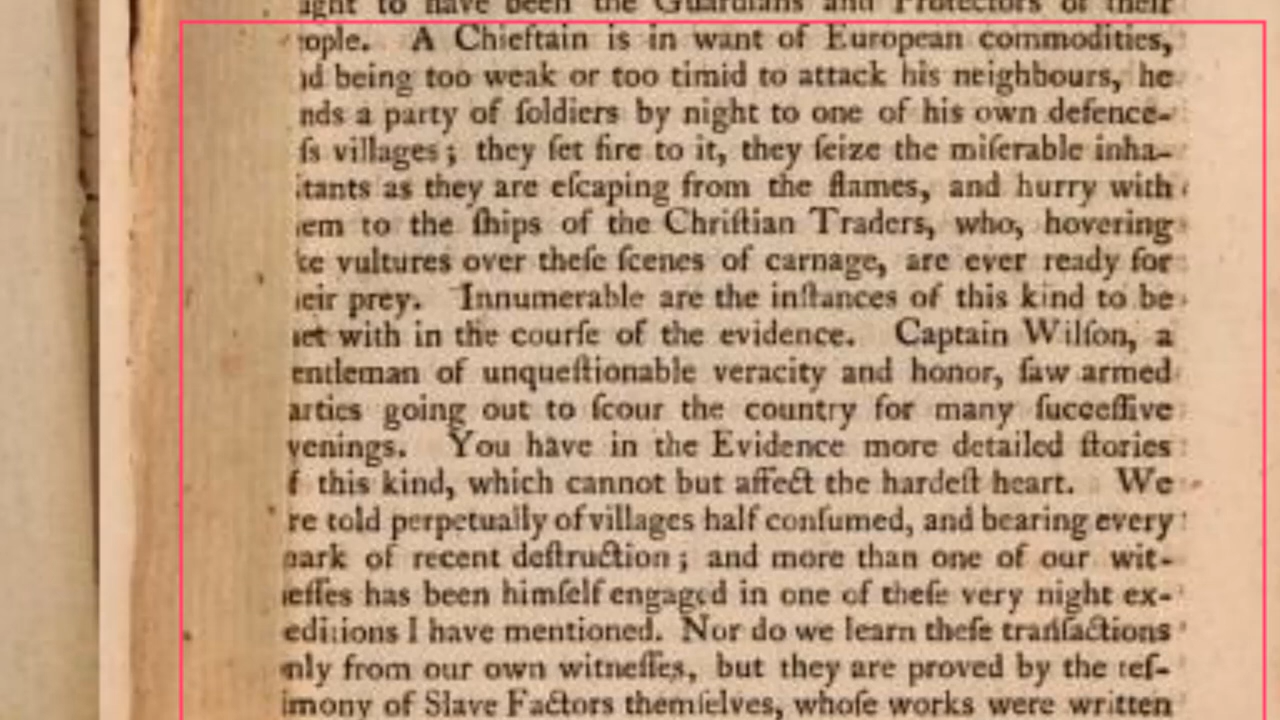 ught to have been the Guardians and Protectors of their
ople. A Chieftain is in want of European commodities,
d being too weak or too timid to attack his neighbours, he
nds a party of ſoldiers by night to one of his own defence-
ſs villages; they ſet fire to it, they ſeize the miſerable inha-
itants as they are eſcaping from the flames, and hurry with
em to the ſhips of the Chriſtian Traders, who, hovering
ke vultures over theſe ſcenes of carnage, are ever ready for
eir prey. Innumerable are the inſtances of this kind to be
et with in the courſe of the evidence. Captain Wilſon, a
entleman of unqueſtionable veracity and honor, ſaw armed
arties going out to ſcour the country for many ſucceſſive
venings. You have in the Evidence more detailed ſtories
f this kind, which cannot but affect the hardeſt heart. We
re told perpetually of villages half conſumed, and bearing every
ark of recent deſtruction; and more than one of our wit-
eſſes has been himſelf engaged in one of theſe very night ex-
editions I have mentioned. Nor do we learn theſe tranſactions
nly from our own witneſſes, but they are proved by the teſ-
imony of Slave Factors themſelves, whoſe works were written